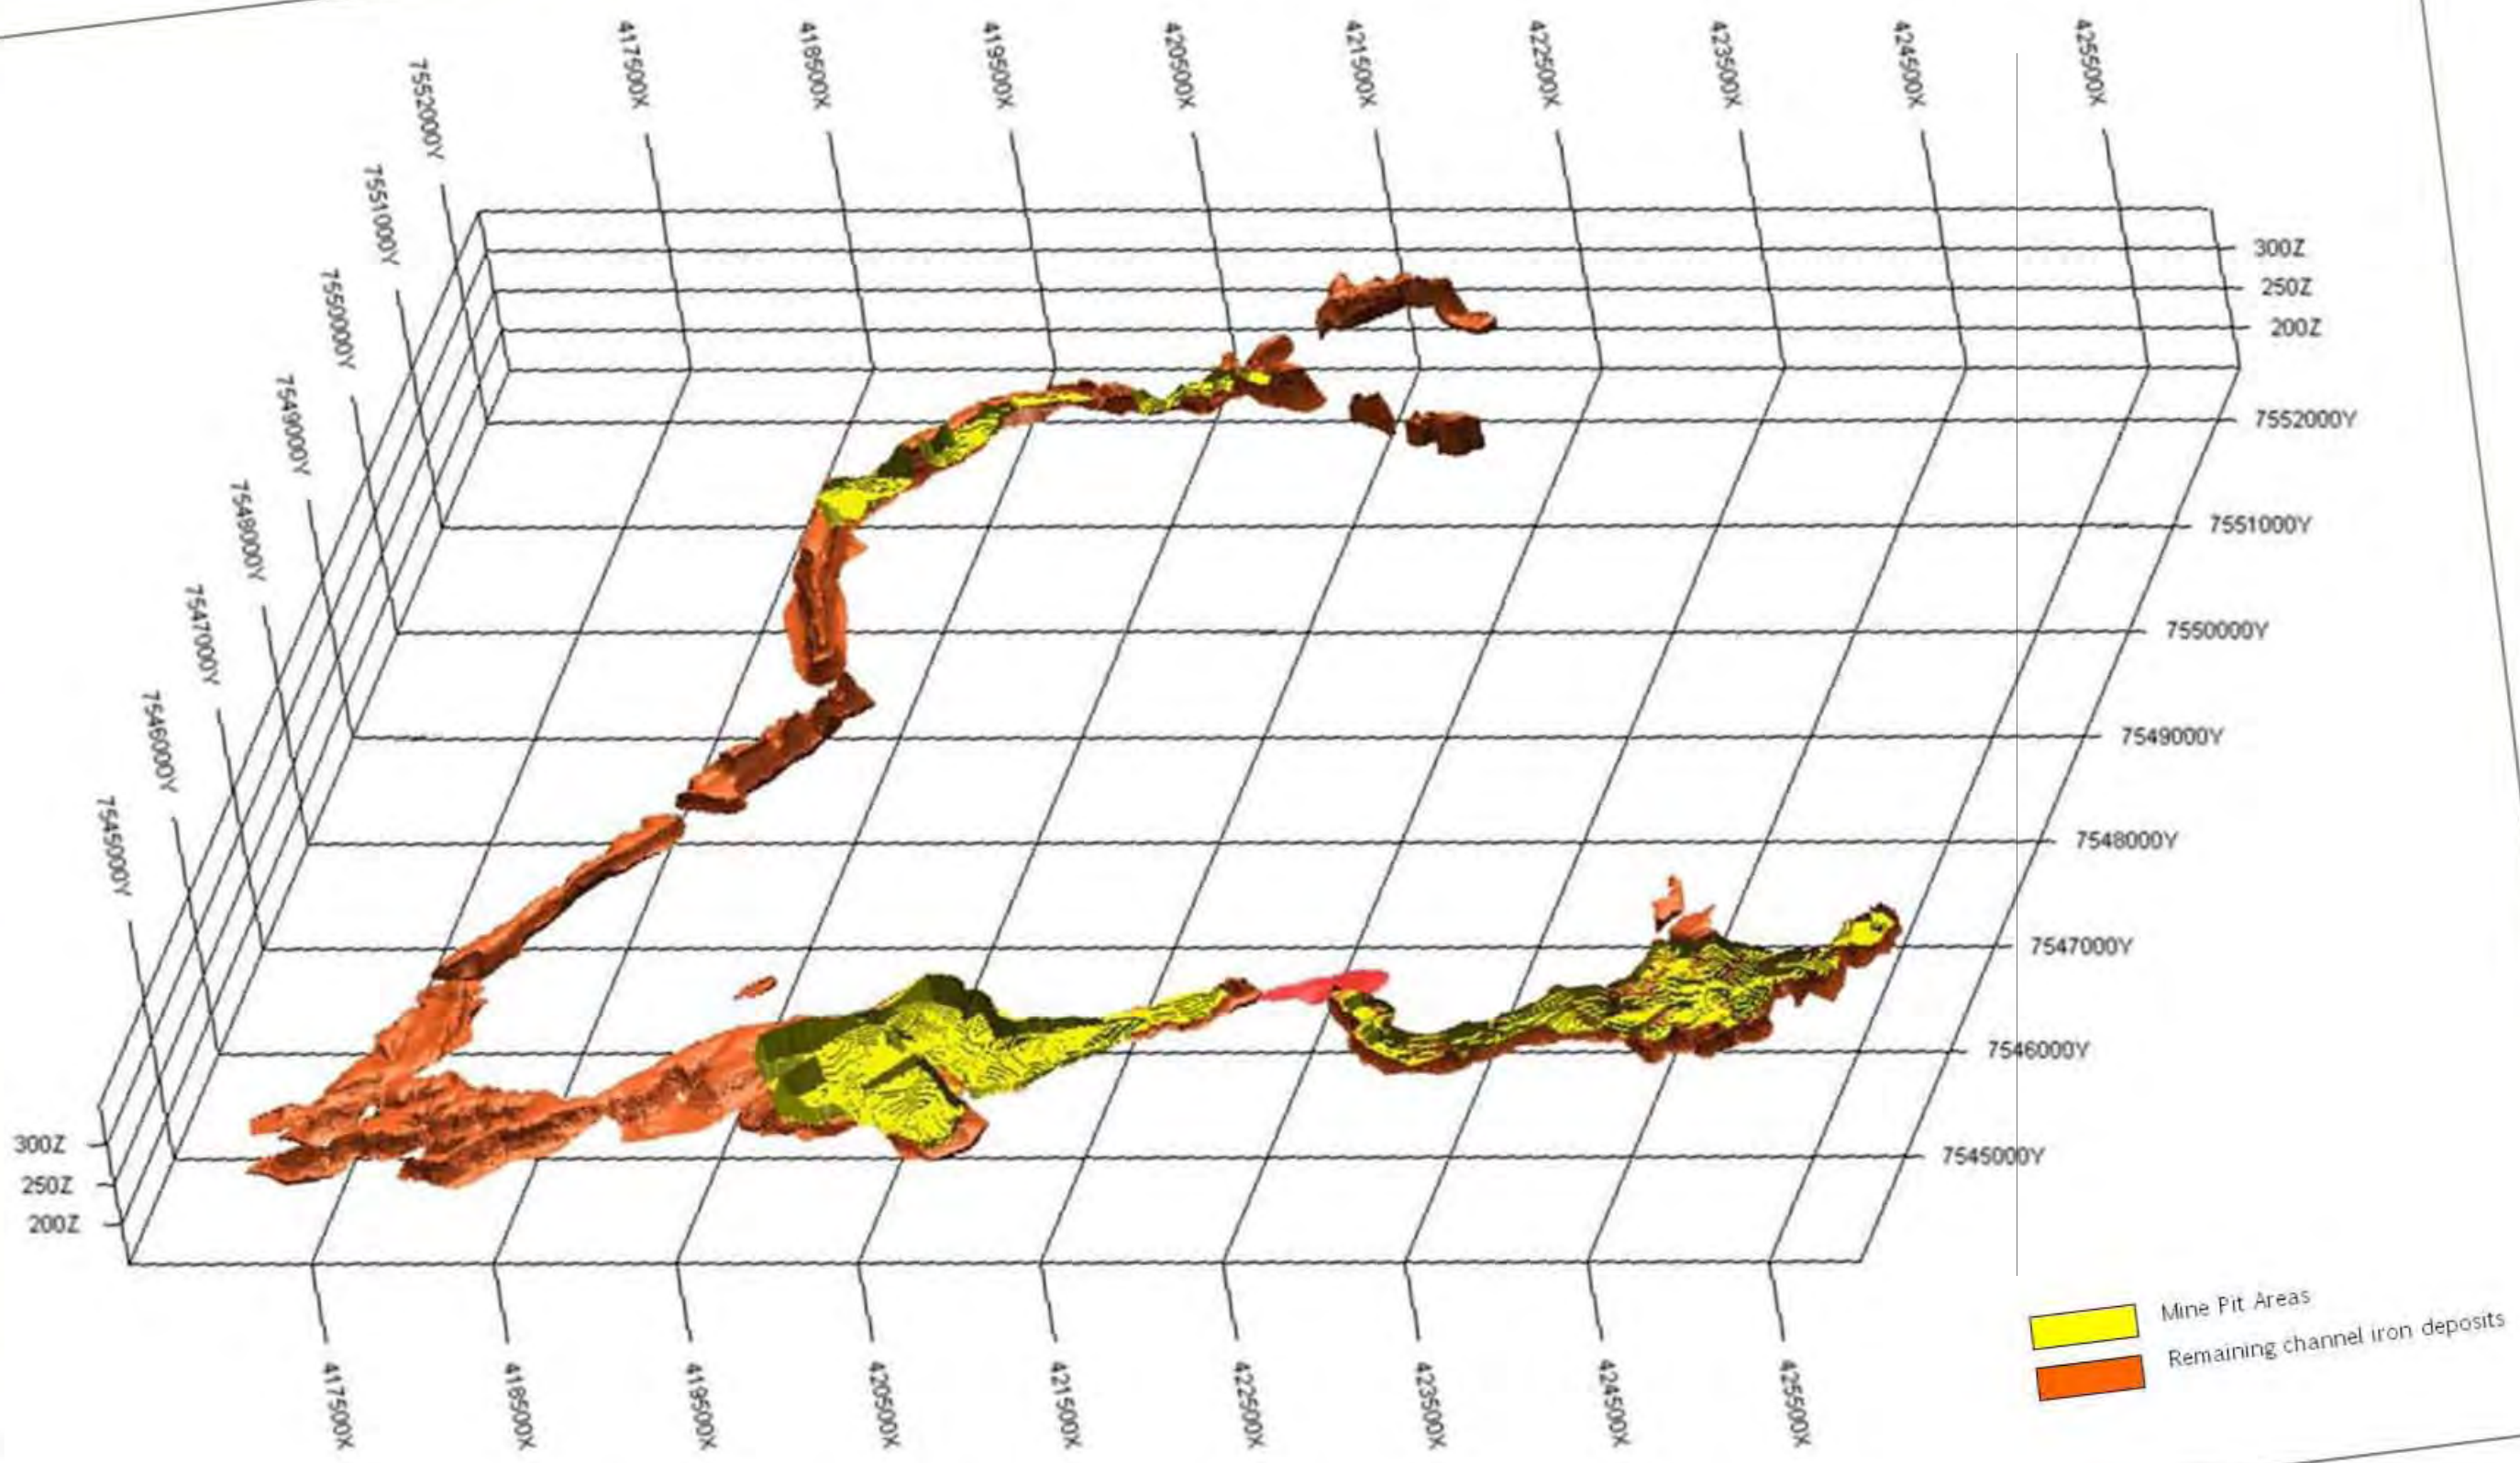 417500X
418500X
419500X
420500X
421500X
422500X
423500X
424500X
425500X
7552000Y
7551000Y
7550000Y
7549000Y
7548000Y
7547000Y
7546000Y
7545000Y
300Z
250Z
200Z
7552000Y
7551000Y
7550000Y
7549000Y
7548000Y
7547000Y
7546000Y
7545000Y
300Z
250Z
200Z
417500X
418500X
419500X
420500X
421500X
422500X
423500X
424500X
425500X
Mine Pit Areas
Remaining channel iron deposits